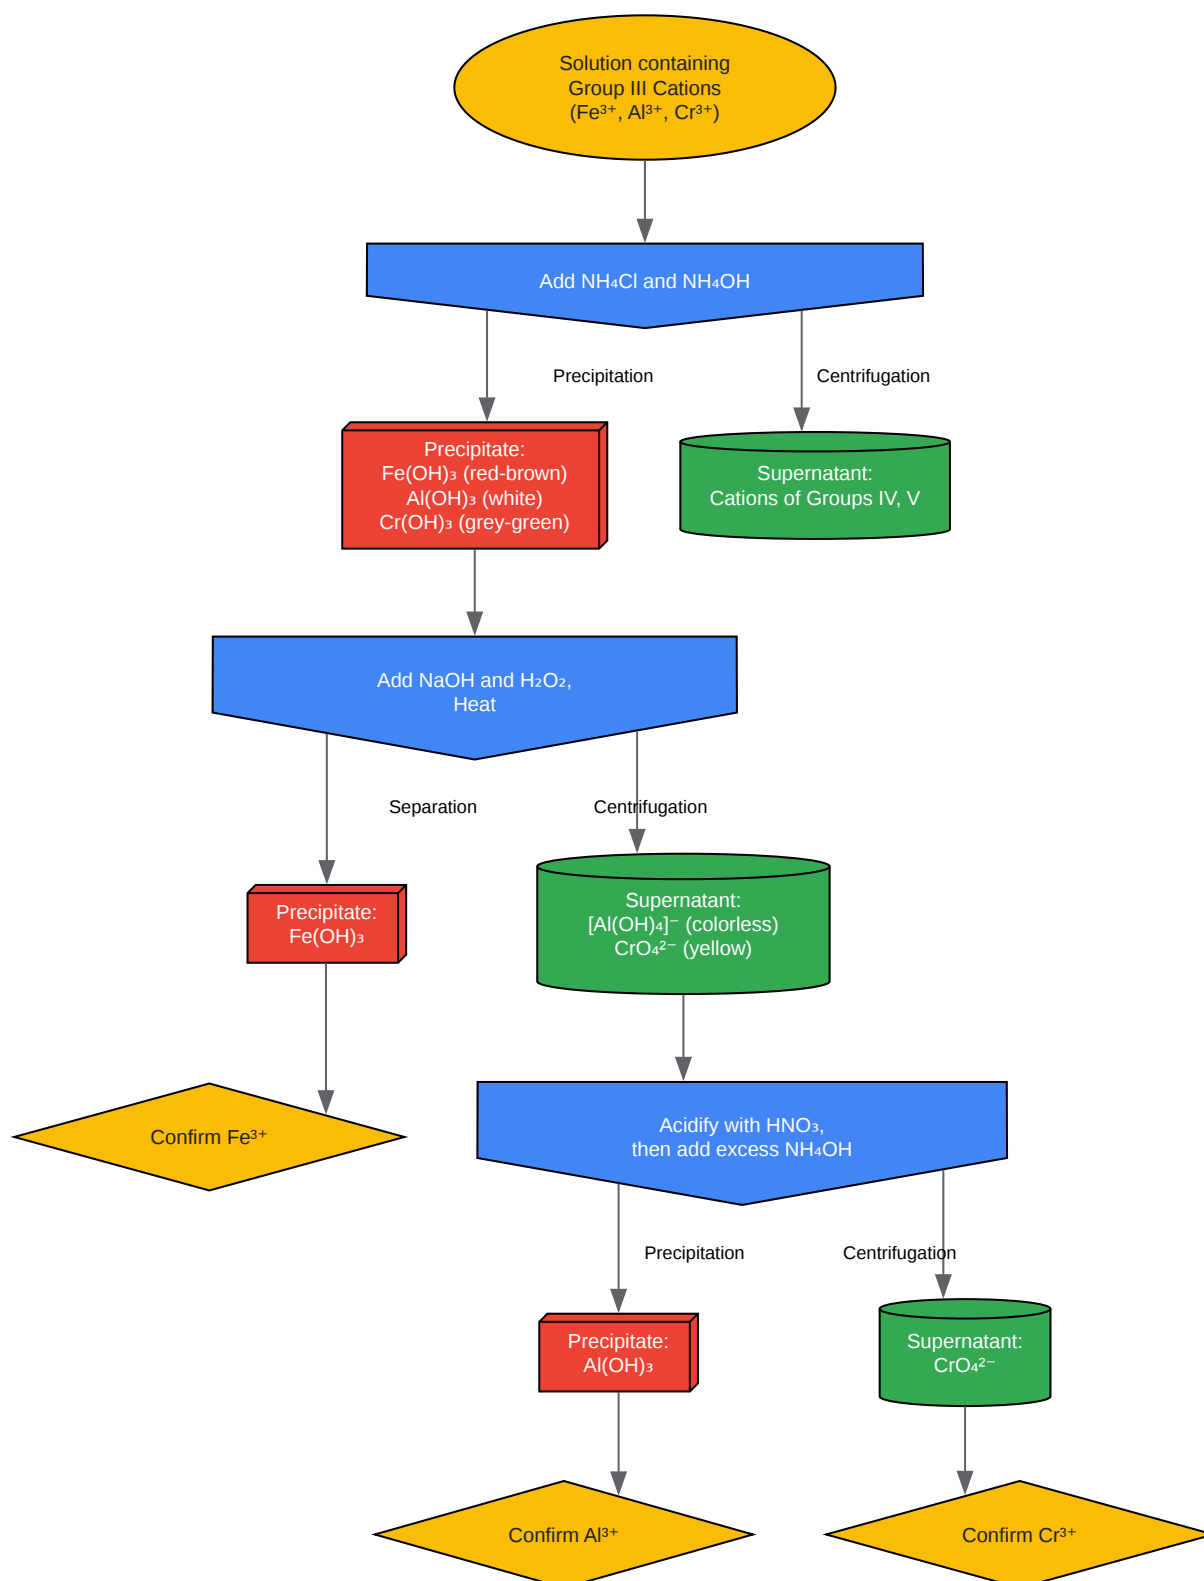 Solution containing
Group III Cations
(Fe³⁺, Al³⁺, Cr³⁺)
Add NH₄Cl and NH₄OH
Precipitation
Centrifugation
Precipitate:
Fe(OH)₃ (red-brown)
Al(OH)₃ (white)
Cr(OH)₃ (grey-green)
Supernatant:
Cations of Groups IV, V
Add NaOH and H₂O₂,
Heat
Separation
Centrifugation
Precipitate:
Fe(OH)₃
Supernatant:
[Al(OH)₄]⁻ (colorless)
CrO₄²⁻ (yellow)
Confirm Fe³⁺
Acidify with HNO₃,
then add excess NH₄OH
Precipitation
Centrifugation
Precipitate:
Al(OH)₃
Supernatant:
CrO₄²⁻
Confirm Al³⁺
Confirm Cr³⁺